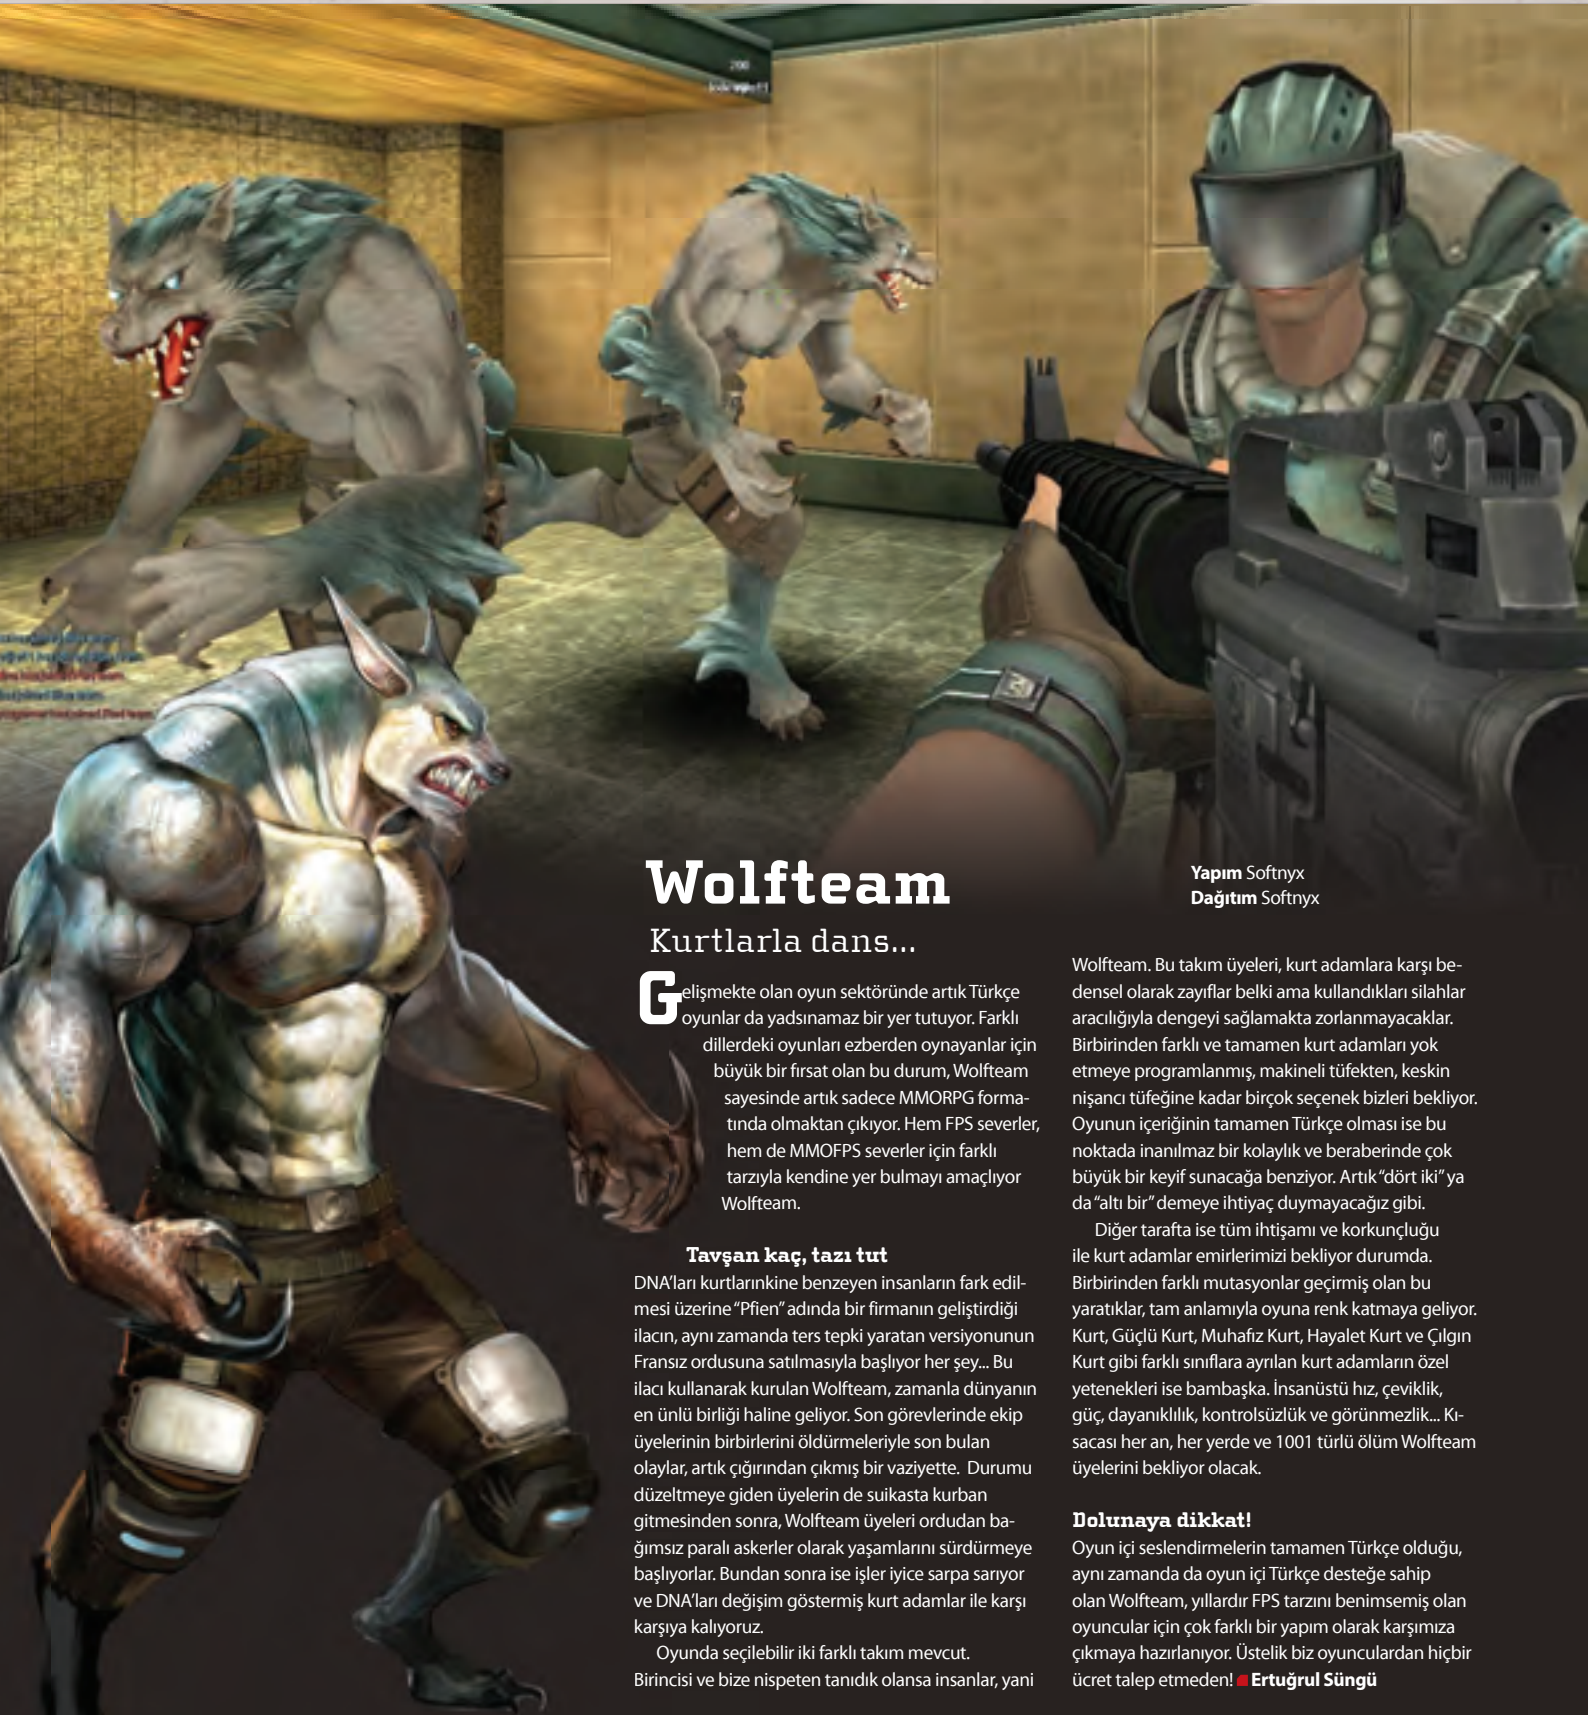 200
Wolfteam
Kurtlarla dans...
Yapım Softnyx
Dağıtım Softnyx
Gelişmekte olan oyun sektöründe artık Türkçe
oyunlar da yadsınamaz bir yer tutuyor. Farklı
dillerdeki oyunları ezberden oynayanlar için
büyük bir fırsat olan bu durum, Wolfteam
sayesinde artık sadece MMORPG forma-
tında olmaktan çıkıyor. Hem FPS severler,
hem de MMOFPS severler için farklı
tarzıyla kendine yer bulmayı amaçlıyor
Wolfteam.
Tavşan kaç, tazı tut
DNA’ları kurtlarınkine benzeyen insanların fark edil-
mesi üzerine “Pfien” adında bir firmanın geliştirdiği
ilacın, aynı zamanda ters tepki yaratan versiyonunun
Fransız ordusuna satılmasıyla başlıyor her şey... Bu
ilacı kullanarak kurulan Wolfteam, zamanla dünyanın
en ünlü birliği haline geliyor. Son görevlerinde ekip
üyelerinin birbirlerini öldürmeleriyle son bulan
olaylar, artık çığırından çıkmış bir vaziyette. Durumu
düzeltmeye giden üyelerin de suikasta kurban
gitmesinden sonra, Wolfteam üyeleri ordudan ba-
ğımsız paralı askerler olarak yaşamlarını sürdürmeye
başlıyorlar. Bundan sonra ise işler iyice sarpa sarıyor
ve DNA’ları değişim göstermiş kurt adamlar ile karşı
karşıya kalıyoruz.
Oyunda seçilebilir iki farklı takım mevcut.
Birincisi ve bize nispeten tanıdık olansa insanlar, yani
Wolfteam. Bu takım üyeleri, kurt adamlara karşı be-
densel olarak zayıflar belki ama kullandıkları silahlar
aracılığıyla dengeyi sağlamakta zorlanmayacaklar.
Birbirinden farklı ve tamamen kurt adamları yok
etmeye programlanmış, makineli tüfekten, keskin
nişancı tüfeğine kadar birçok seçenek bizleri bekliyor.
Oyunun içeriğinin tamamen Türkçe olması ise bu
noktada inanılmaz bir kolaylık ve beraberinde çok
büyük bir keyif sunacağa benziyor. Artık “dört iki” ya
da “altı bir” demeye ihtiyaç duymayacağız gibi.
Diğer tarafta ise tüm ihtişamı ve korkunçluğu
ile kurt adamlar emirlerimizi bekliyor durumda.
Birbirinden farklı mutasyonlar geçirmiş olan bu
yaratıklar, tam anlamıyla oyuna renk katmaya geliyor.
Kurt, Güçlü Kurt, Muhafız Kurt, Hayalet Kurt ve Çılgın
Kurt gibi farklı sınıflara ayrılan kurt adamların özel
yetenekleri ise bambaşka. İnsanüstü hız, çeviklik,
güç, dayanıklılık, kontrolsüzlük ve görünmezlik... Kı-
sacası her an, her yerde ve 1001 türlü ölüm Wolfteam
üyelerini bekliyor olacak.
Dolunaya dikkat!
Oyun içi seslendirmelerin tamamen Türkçe olduğu,
aynı zamanda da oyun içi Türkçe desteğe sahip
olan Wolfteam, yıllardır FPS tarzını benimsemiş olan
oyuncular için çok farklı bir yapım olarak karşımıza
çıkmaya hazırlanıyor. Üstelik biz oyunculardan hiçbir
ücret talep etmeden! Ertuğrul Süngü